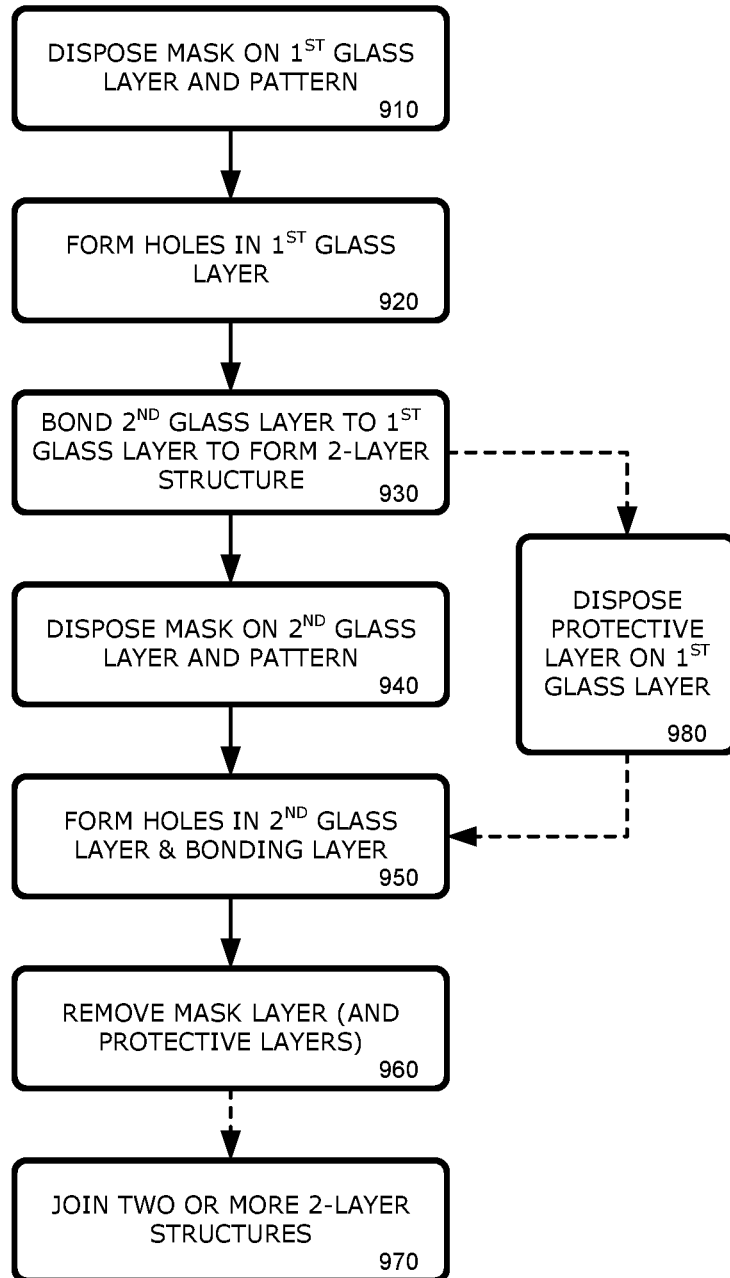 DISPOSE MASK ON 1ST GLASS
LAYER AND PATTERN
910
FORM HOLES IN 1ST GLASS
LAYER
920
BOND 2ND GLASS LAYER TO 1ST
GLASS LAYER TO FORM 2-LAYER
STRUCTURE
930
DISPOSE MASK ON 2ND GLASS
LAYER AND PATTERN
940
DISPOSE
PROTECTIVE
LAYER ON 1ST
GLASS LAYER
980
FORM HOLES IN 2ND GLASS
LAYER & BONDING LAYER
950
REMOVE MASK LAYER (AND
PROTECTIVE LAYERS)
960
JOIN TWO OR MORE 2-LAYER
STRUCTURES
970